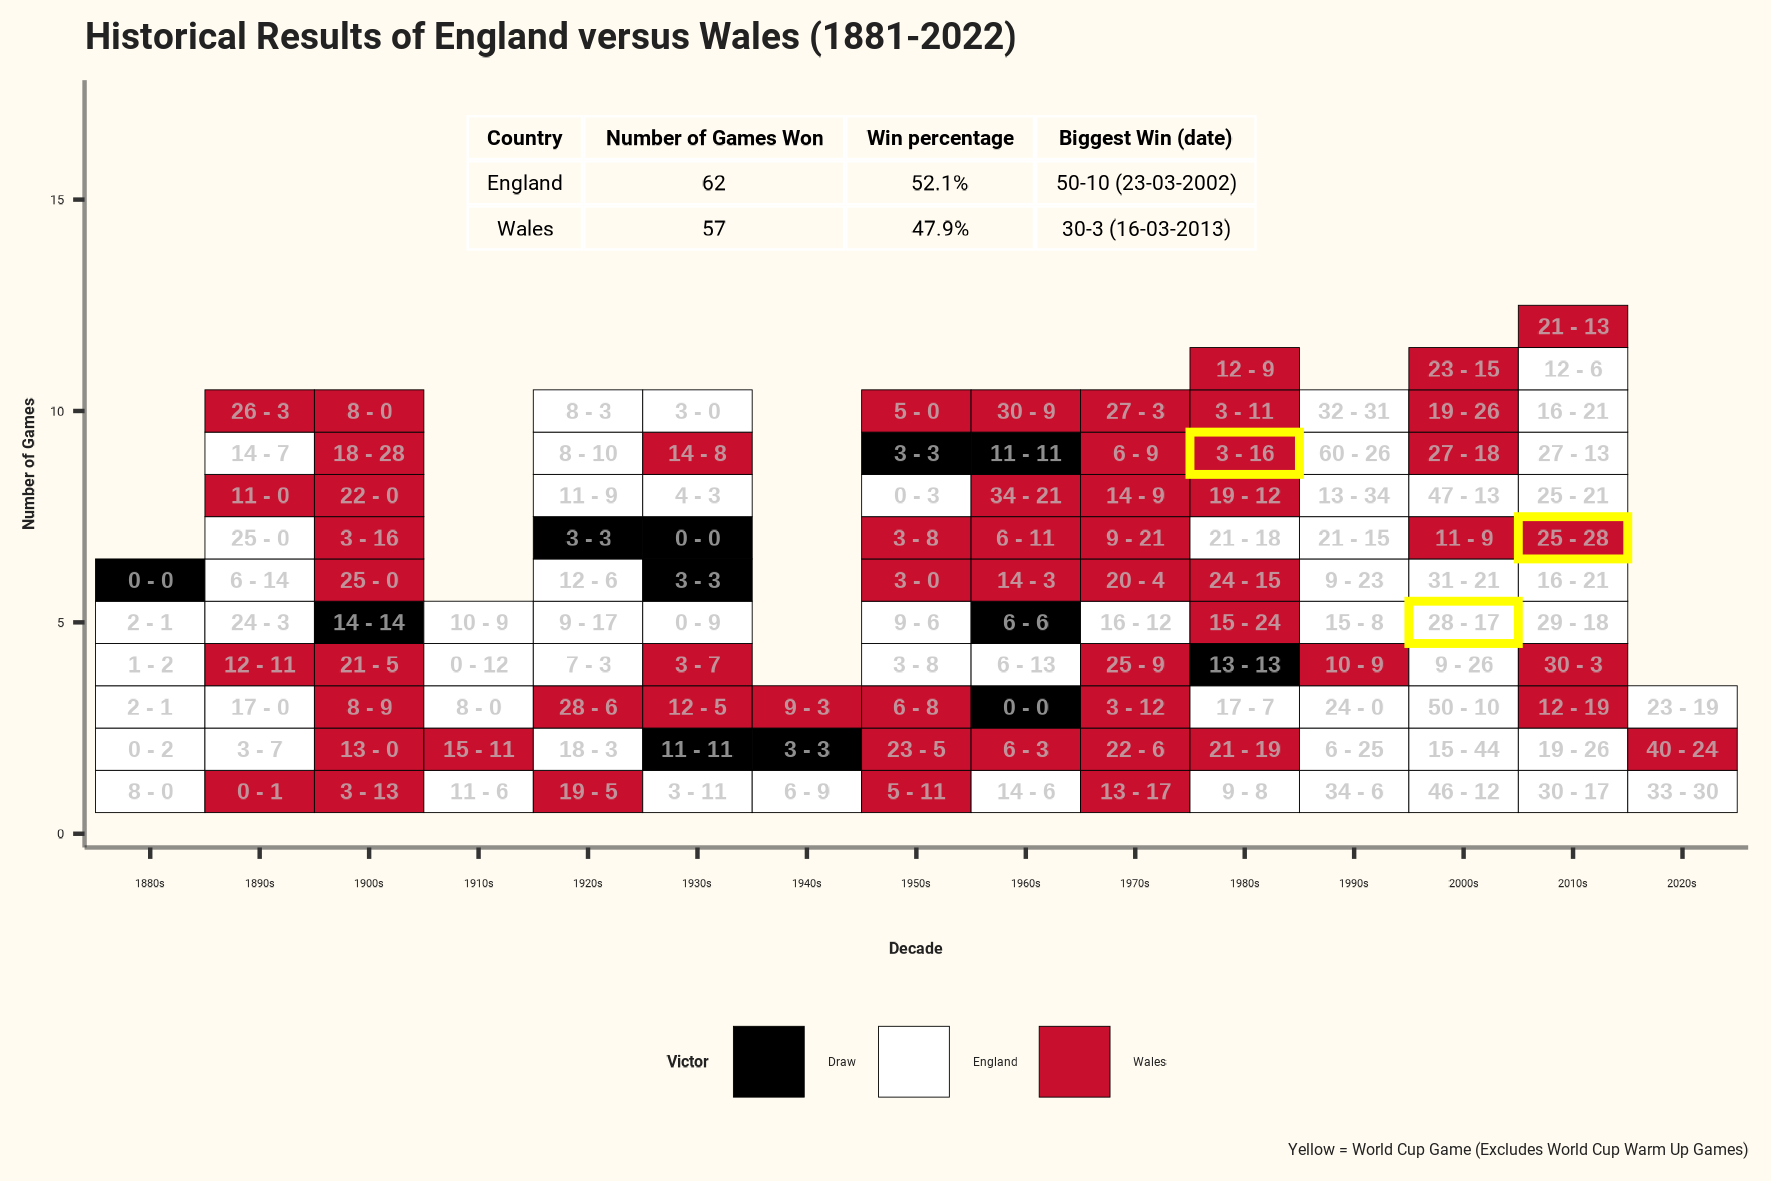 Historical Results of England versus Wales (1881-2022)
Country Number of Games Won Win percentage Biggest Win (date)
England 62 52.1% 50-10 (23-03-2002)
Wales 57 47.9% 30-3 (16-03-2013)
15
10
5
0
Number of Games
21 - 13
12 - 9 23 - 15 12 - 6
26 - 3 8 - 0 8 - 3 3 - 0 5 - 0 30 - 9 27 - 3 3 - 11 32 - 31 19 - 26 16 - 21
14 - 7 18 - 28 8 - 10 14 - 8 3 - 3 11 - 11 6 - 9 3 - 16 60 - 26 27 - 18 27 - 13
11 - 0 22 - 0 11 - 9 4 - 3 0 - 3 34 - 21 14 - 9 19 - 12 13 - 34 47 - 13 25 - 21
25 - 0 3 - 16 3 - 3 0 - 0 3 - 8 6 - 11 9 - 21 21 - 18 21 - 15 11 - 9 25 - 28
0 - 0 6 - 14 25 - 0 12 - 6 3 - 3 3 - 0 14 - 3 20 - 4 24 - 15 9 - 23 31 - 21 16 - 21
2 - 1 24 - 3 14 - 14 10 - 9 9 - 17 0 - 9 9 - 6 6 - 6 16 - 12 15 - 24 15 - 8 28 - 17 29 - 18
1 - 2 12 - 11 21 - 5 0 - 12 7 - 3 3 - 7 3 - 8 6 - 13 25 - 9 13 - 13 10 - 9 9 - 26 30 - 3
2 - 1 17 - 0 8 - 9 8 - 0 28 - 6 12 - 5 9 - 3 6 - 8 0 - 0 3 - 12 17 - 7 24 - 0 50 - 10 12 - 19 23 - 19
0 - 2 3 - 7 13 - 0 15 - 11 18 - 3 11 - 11 3 - 3 23 - 5 6 - 3 22 - 6 21 - 19 6 - 25 15 - 44 19 - 26 40 - 24
8 - 0 0 - 1 3 - 13 11 - 6 19 - 5 3 - 11 6 - 9 5 - 11 14 - 6 13 - 17 9 - 8 34 - 6 46 - 12 30 - 17 33 - 30
1880s 1890s 1900s 1910s 1920s 1930s 1940s 1950s 1960s 1970s 1980s 1990s 2000s 2010s 2020s
Decade
Victor Draw England Wales
Yellow = World Cup Game (Excludes World Cup Warm Up Games)